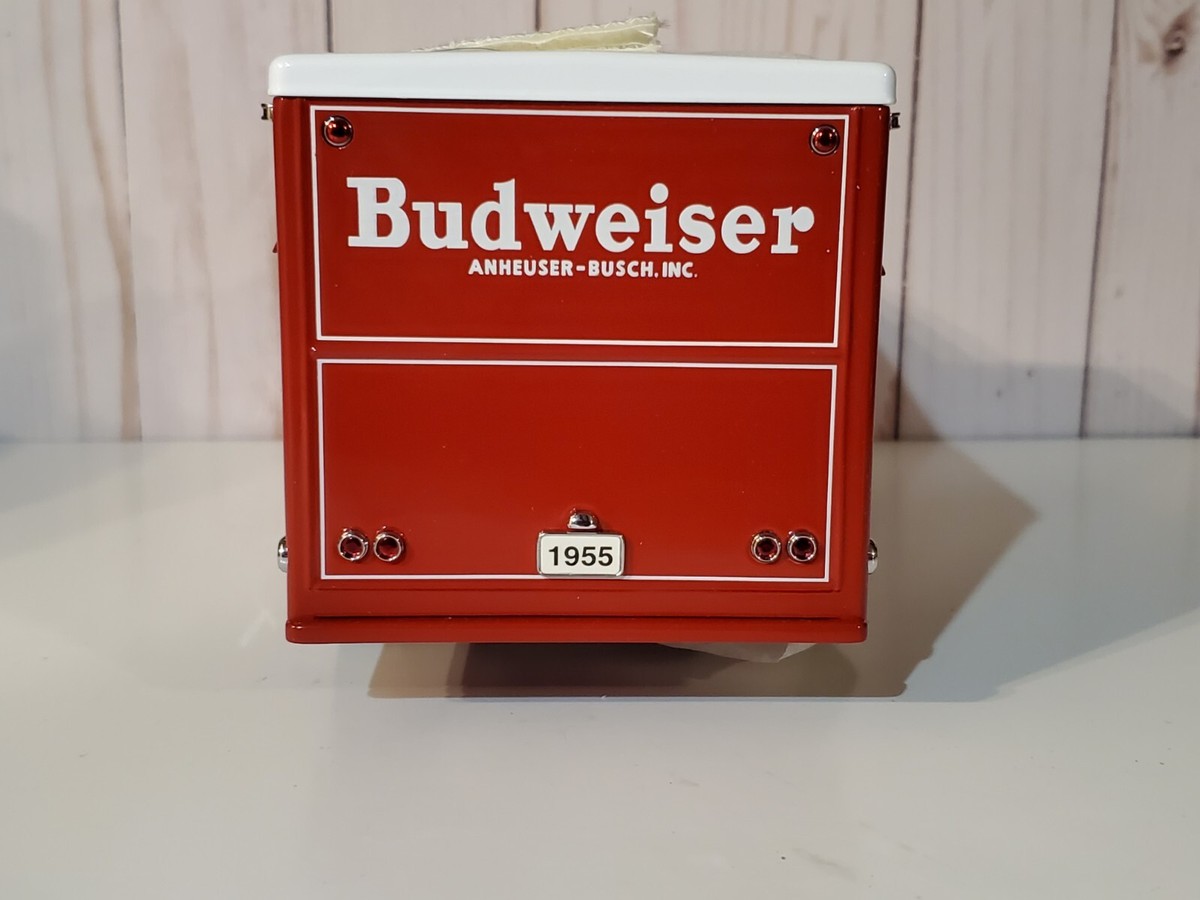 Budweiser
ANHEUSER-BUSCH, INC.
1955